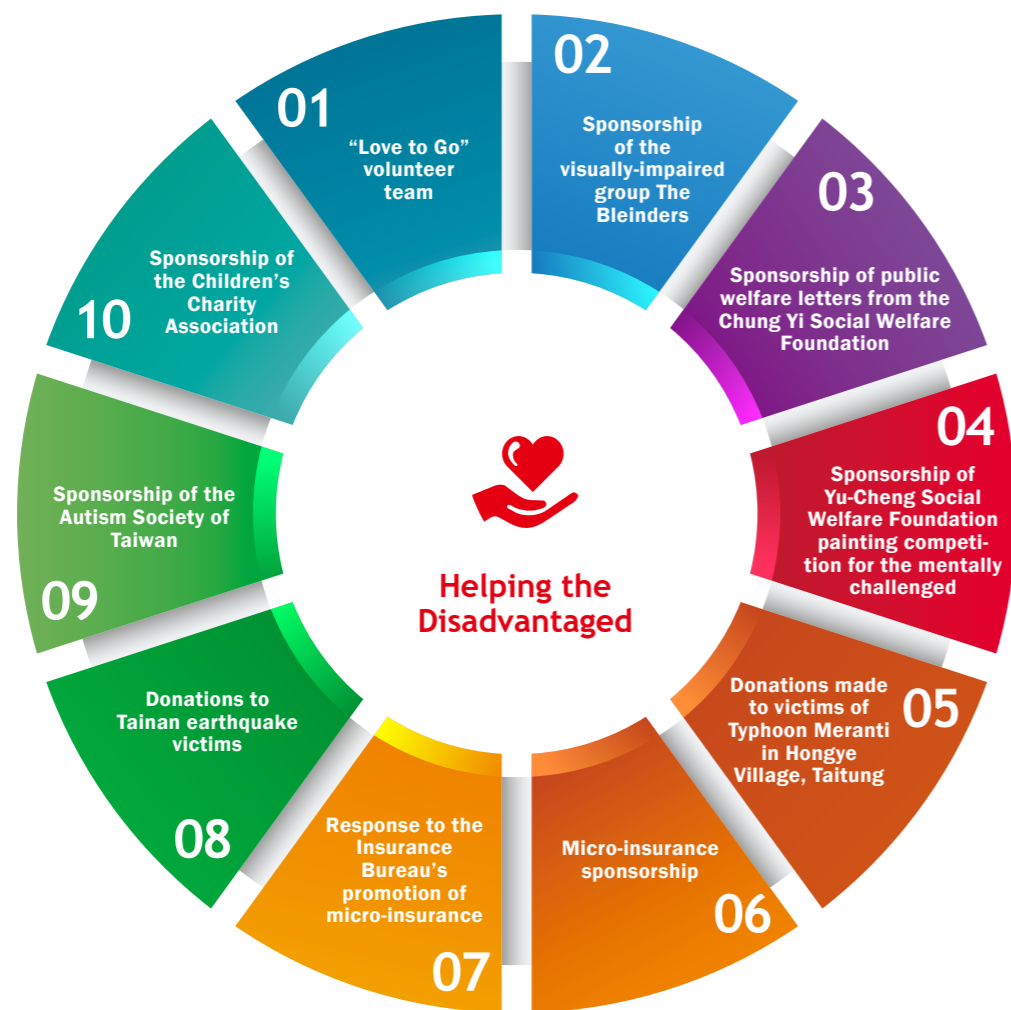 01
“Love to Go”
volunteer
team
02
Sponsorship
of the
visually-impaired
group The
Bleinders
03
Sponsorship of public
welfare letters from the
Chung Yi Social Welfare
Foundation
04
Sponsorship of
Yu-Cheng Social
Welfare Foundation
painting competi-
tion for the mentally
challenged
05
Donations made
to victims of
Typhoon Meranti
in Hongye
Village, Taitung
06
Micro-insurance
sponsorship
07
Response to the
Insurance
Bureau’s
promotion of
micro-insurance
08
Donations to
Tainan earthquake
victims
09
Sponsorship of the
Autism Society of
Taiwan
10
Sponsorship of
the Children’s
Charity
Association
Helping the
Disadvantaged